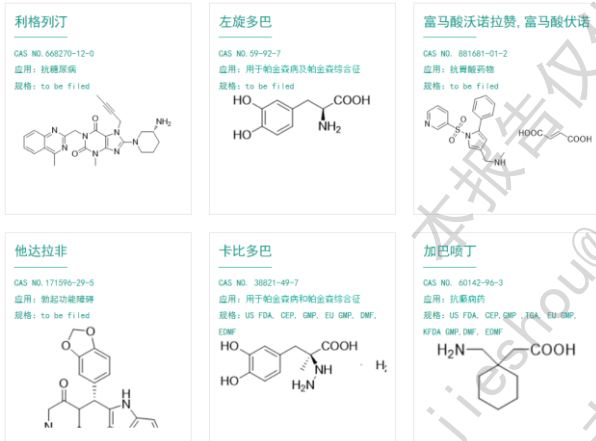 利格列汀
CAS NO.668270-12-0
应用: 抗糖尿病
规格: to be filed
NH₂
左旋多巴
CAS NO.59-92-7
应用: 用于帕金森病及帕金森综合征
规格: to be filed
HO
COOH
HO
NH₂
富马酸沃诺拉赞, 富马酸伏诺
CAS NO. 881681-01-2
应用: 抗胃酸药物
规格: to be filed
HOOC
COOH
他达拉非
CAS NO.171596-29-5
应用: 勃起功能障碍
规格: to be filed
卡比多巴
CAS NO. 38821-49-7
应用: 用于帕金森病和帕金森综合征
规格: US FDA, CEP, GMP, EU GMP, DMF,
EDMF
HO
COOH
HO
NH
H₂N
加巴喷丁
CAS NO. 60142-96-3
应用: 抗癫痫药
规格: US FDA, CEP,GMP ,TGA, EU GMP,
KFDA GMP,DMF, EDMF
H₂N
COOH
本报告仅
jieshou@